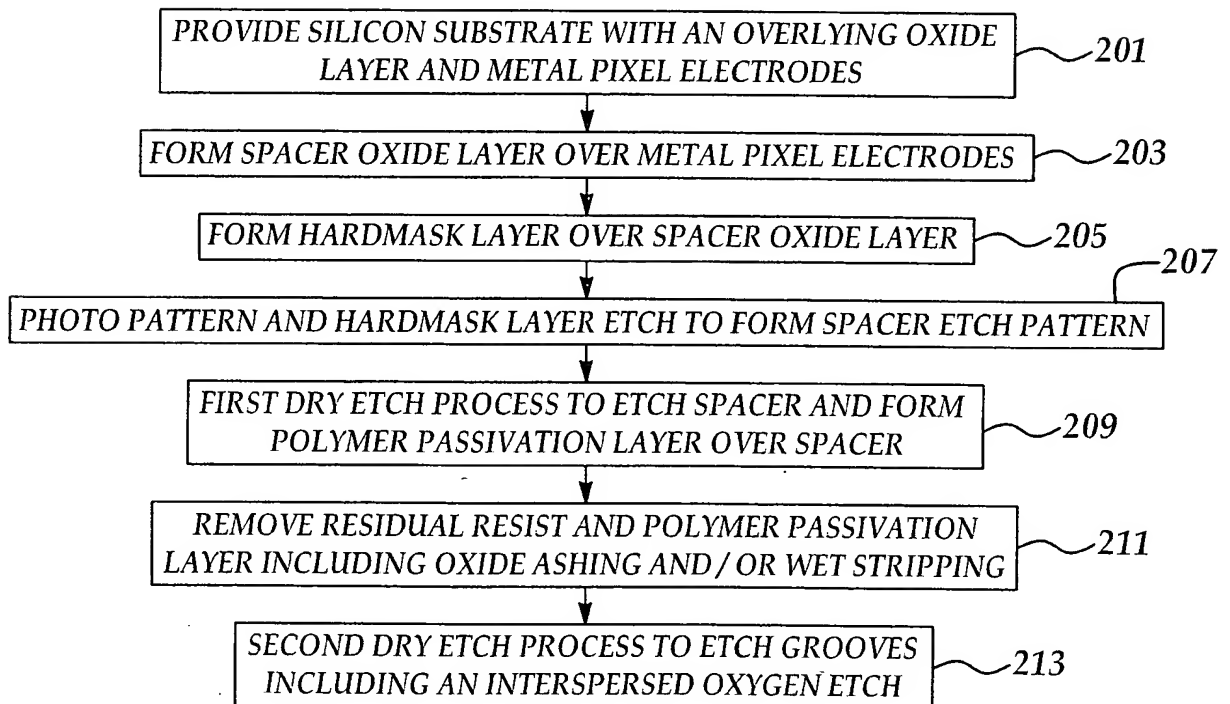 PROVIDE SILICON SUBSTRATE WITH AN OVERLYING OXIDE
LAYER AND METAL PIXEL ELECTRODES
201
FORM SPACER OXIDE LAYER OVER METAL PIXEL ELECTRODES
203
FORM HARDMASK LAYER OVER SPACER OXIDE LAYER
205
207
PHOTO PATTERN AND HARDMASK LAYER ETCH TO FORM SPACER ETCH PATTERN
FIRST DRY ETCH PROCESS TO ETCH SPACER AND FORM
POLYMER PASSIVATION LAYER OVER SPACER
209
REMOVE RESIDUAL RESIST AND POLYMER PASSIVATION
LAYER INCLUDING OXIDE ASHING AND / OR WET STRIPPING
211
SECOND DRY ETCH PROCESS TO ETCH GROOVES
INCLUDING AN INTERSPERSED OXYGEN ETCH
213